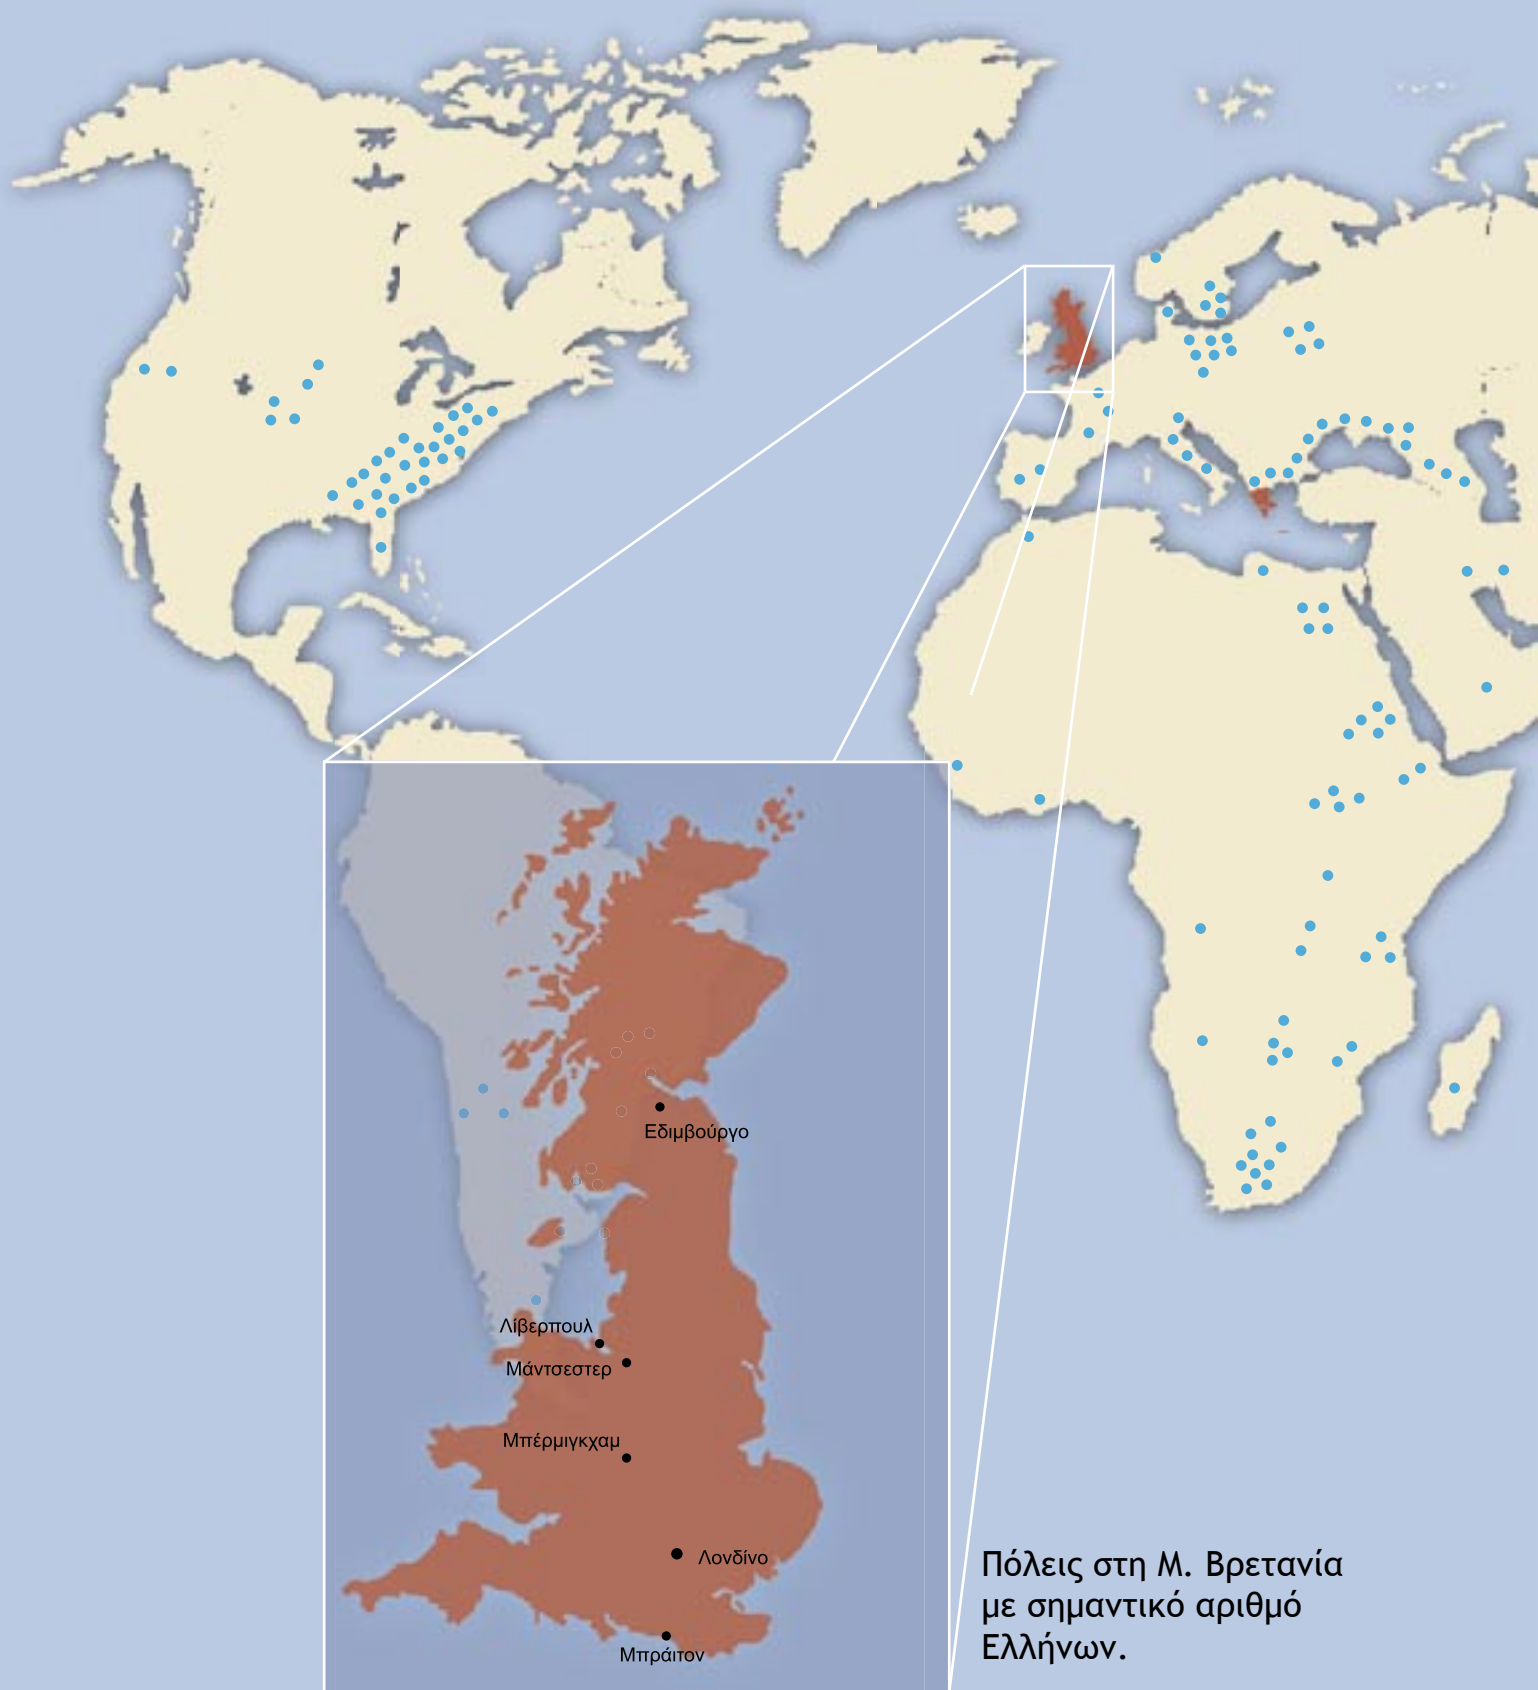 Εδιμβούργο
Λίβερπουλ
Μάντσεστερ
Μπέρμιγκχαμ
Λονδίνο
Μπράιτον
Πόλεις στη Μ. Βρετανία
με σημαντικό αριθμό
Ελλήνων.